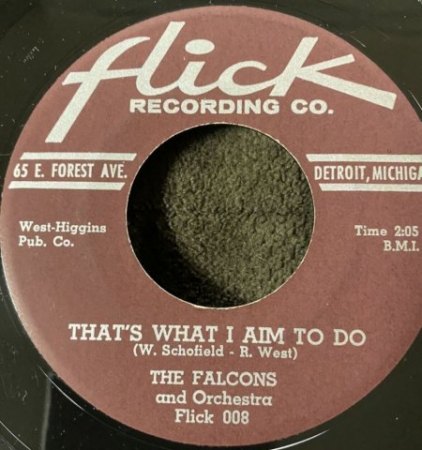 flick
RECORDING CO.
65 E. FOREST AVE.
DETROIT, MICHIGA
West-Higgins
Pub. Co.
Time 2:05
B.M.I.
THAT'S WHAT I AIM TO DO
(W. Schofield - R. West)
THE FALCONS
and Orchestra
Flick 008